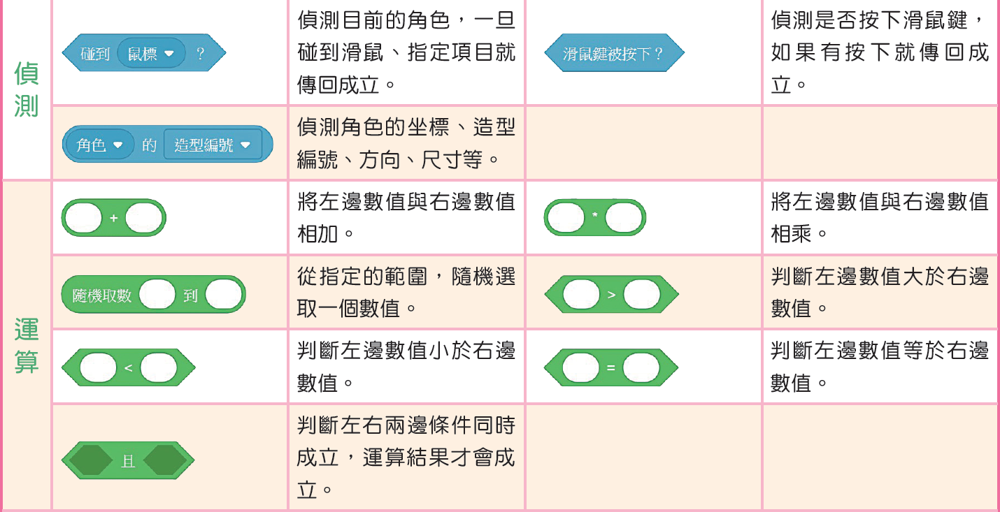 偵測
碰到 鼠標 ?
偵測目前的角色，一旦
碰到滑鼠、指定項目就
傳回成立。
滑鼠鍵被按下？
偵測是否按下滑鼠鍵，
如果有按下就傳回成
立。
角色 的 造型編號
偵測角色的坐標、造型
編號、方向、尺寸等。
運算
+
將左邊數值與右邊數值
相加。
*
將左邊數值與右邊數值
相乘。
隨機取數 到
從指定的範圍，隨機選
取一個數值。
>
判斷左邊數值大於右邊
數值。
<
判斷左邊數值小於右邊
數值。
=
判斷左邊數值等於右邊
數值。
且
判斷左右兩邊條件同時
成立，運算結果才會成
立。